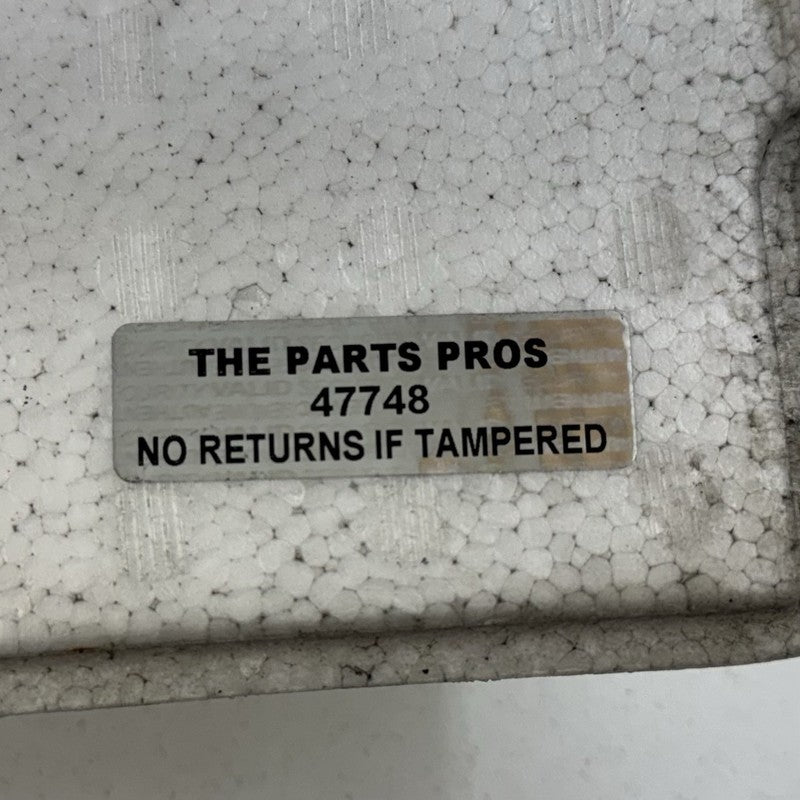 THE PARTS PROS
47748
NO RETURNS IF TAMPERED